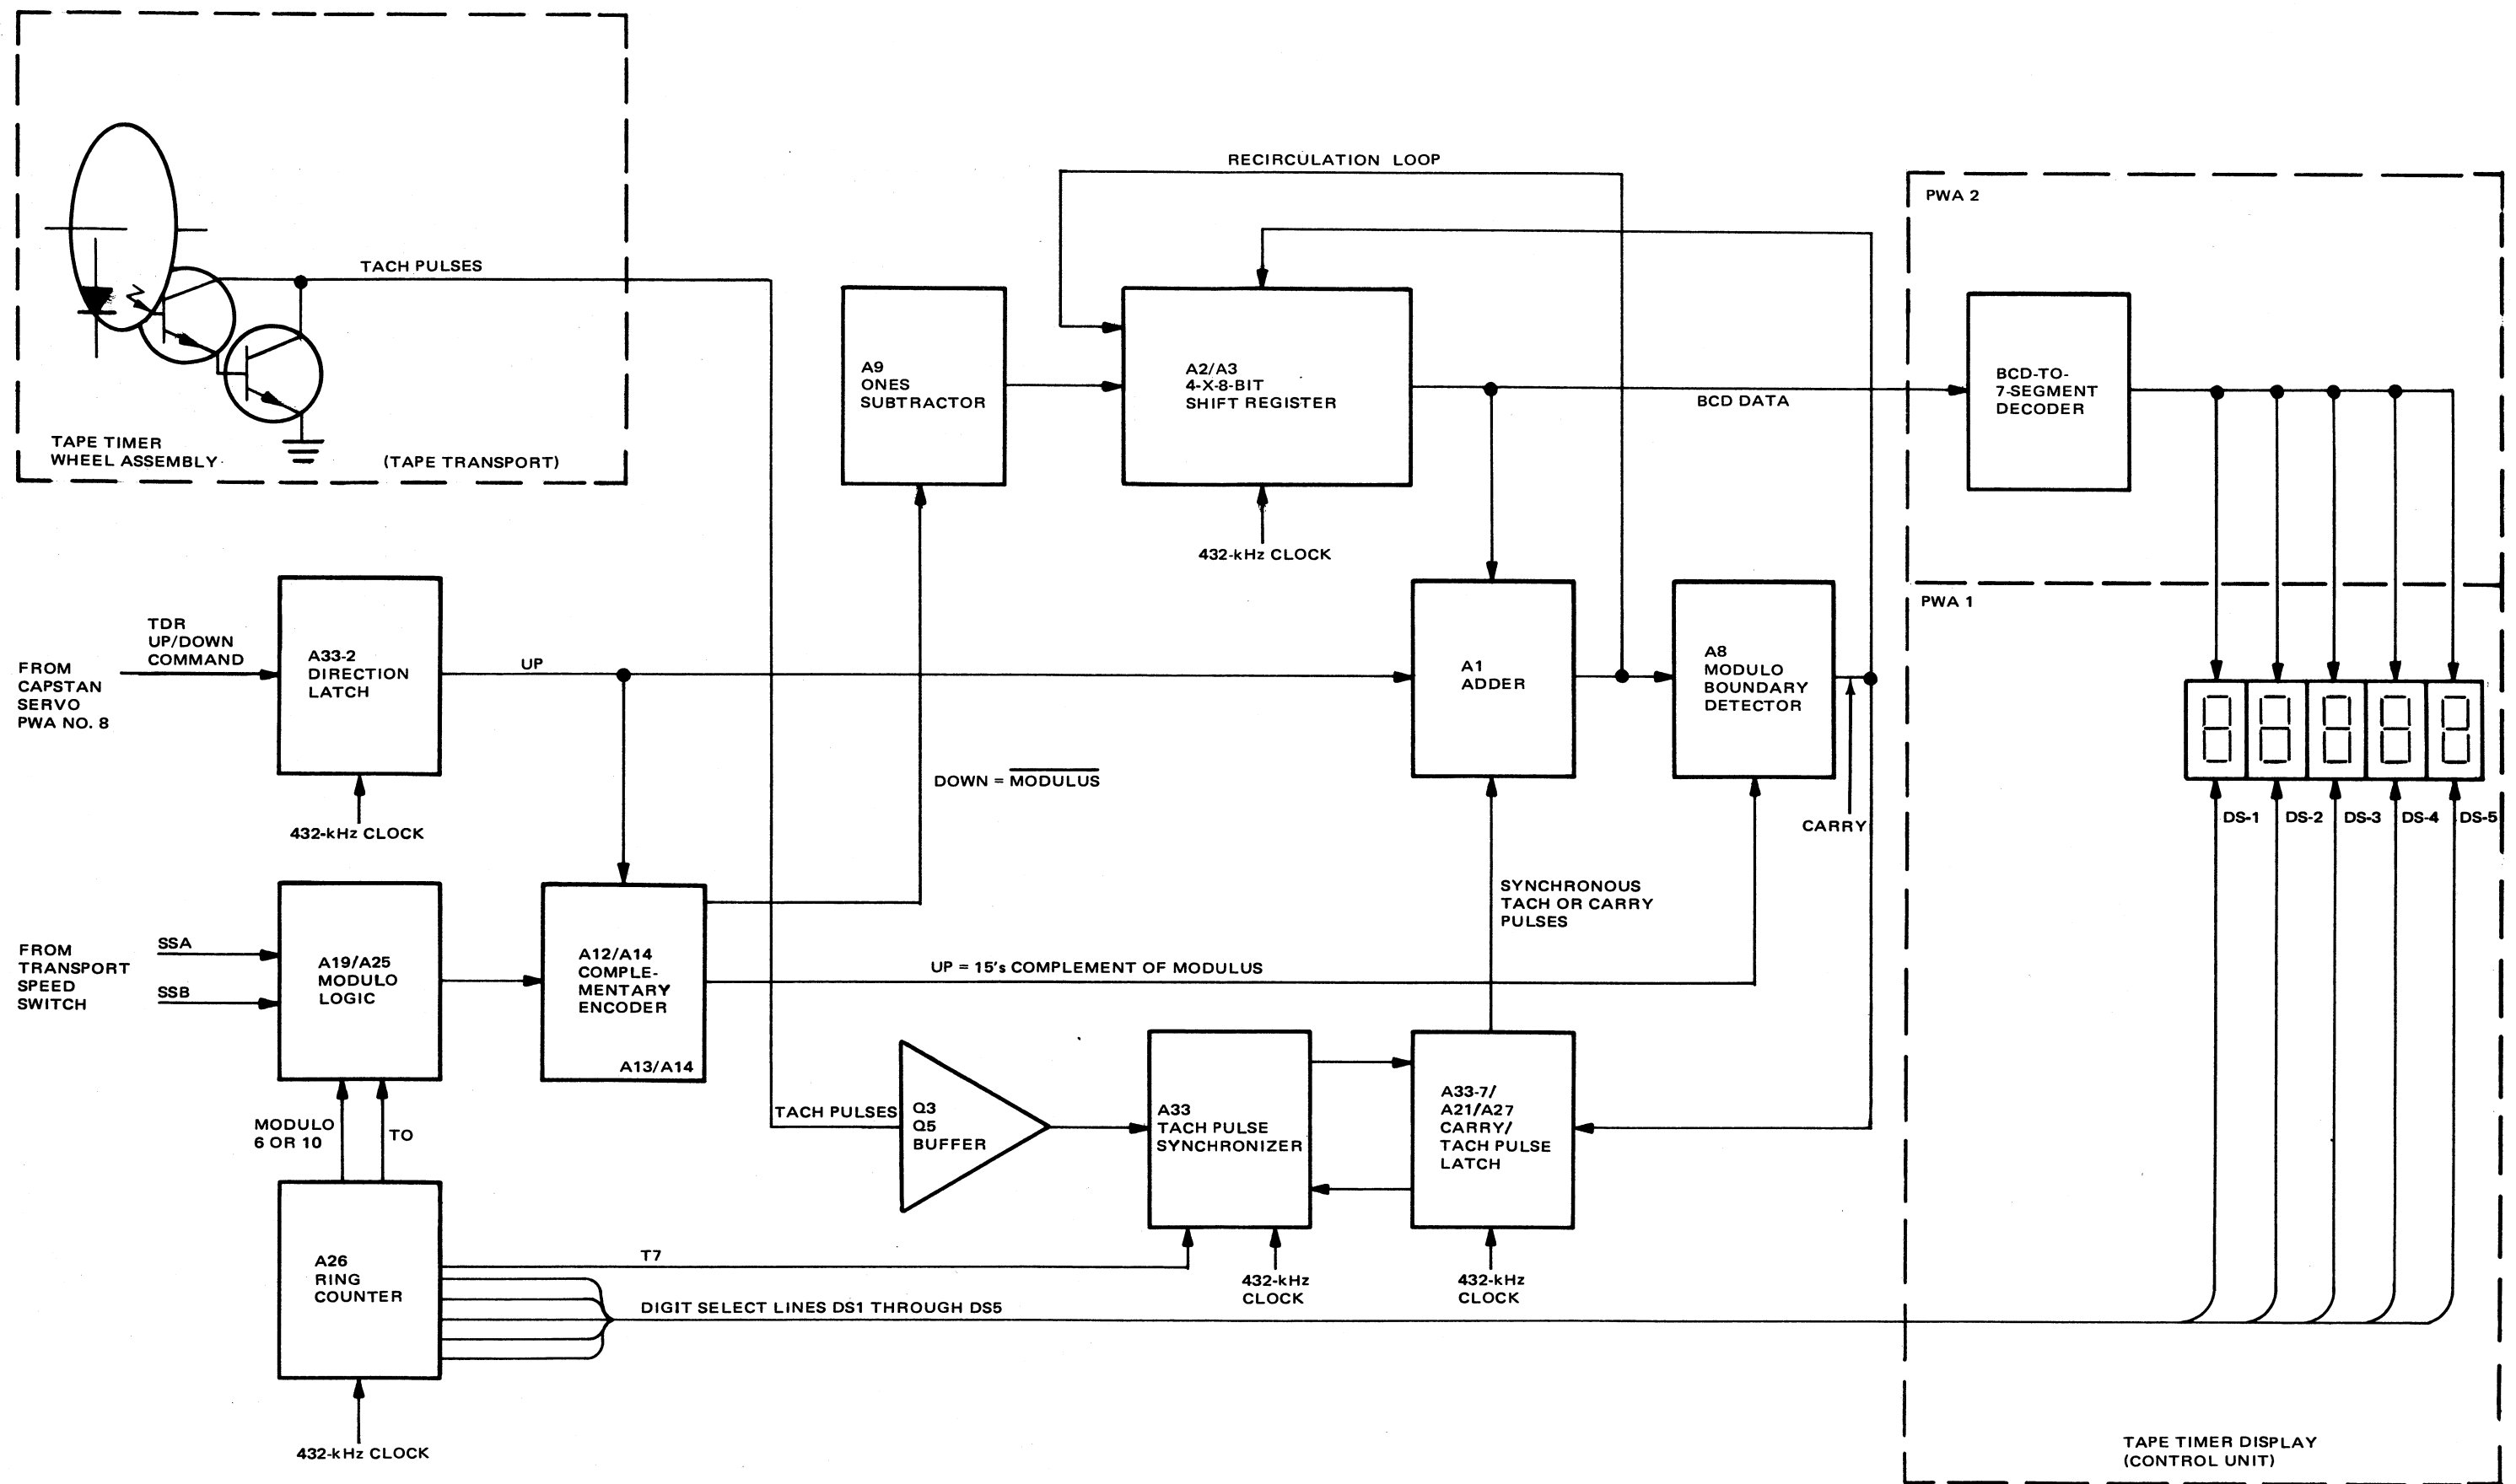 RECIRCULATION LOOP
PWA 2
TACH PULSES
A9
ONES
SUBTRACTOR
A2/A3
4-X-8-BIT
SHIFT REGISTER
BCD DATA
BCD-TO-
7-SEGMENT
DECODER
TAPE TIMER
WHEEL ASSEMBLY
(TAPE TRANSPORT)
432-kHz CLOCK
PWA 1
FROM
CAPSTAN
SERVO
PWA NO. 8
TDR
UP/DOWN
COMMAND
A33-2
DIRECTION
LATCH
UP
A1
ADDER
A8
MODULO
BOUNDARY
DETECTOR
432-kHz CLOCK
DOWN = MODULUS
CARRY
DS-1
DS-2
DS-3
DS-4
DS-5
FROM
TRANSPORT
SPEED
SWITCH
SSA
SSB
A19/A25
MODULO
LOGIC
A12/A14
COMPLE-
MENTARY
ENCODER
A13/A14
UP = 15's COMPLEMENT OF MODULUS
SYNCHRONOUS
TACH OR CARRY
PULSES
MODULO
6 OR 10
TO
TACH PULSES
Q3
Q5
BUFFER
A33
TACH PULSE
SYNCHRONIZER
A33-7/
A21/A27
CARRY/
TACH PULSE
LATCH
A26
RING
COUNTER
T7
432-kHz
CLOCK
432-kHz
CLOCK
DIGIT SELECT LINES DS1 THROUGH DS5
432-kHz CLOCK
TAPE TIMER DISPLAY
(CONTROL UNIT)